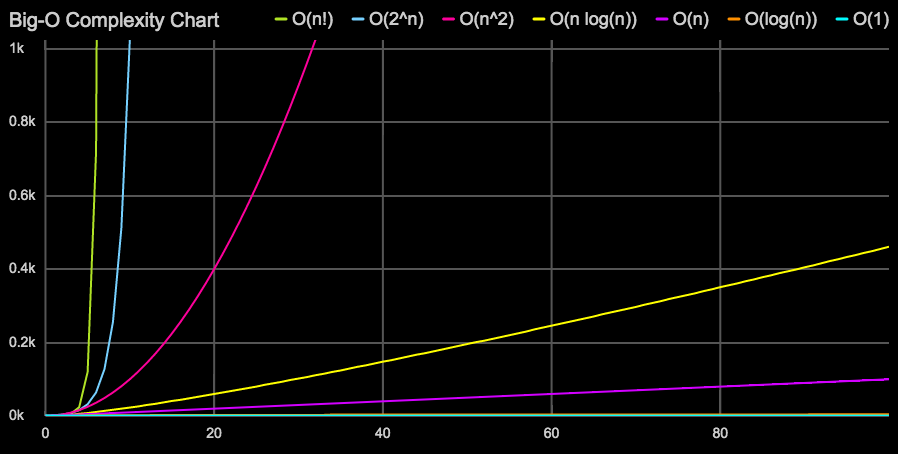 Big-O Complexity Chart O(n!) O(2^n) O(n^2) O(n log(n)) O(n) O(log(n)) O(1)
1k
0.8k
0.6k
0.4k
0.2k
0k
0 20 40 60 80